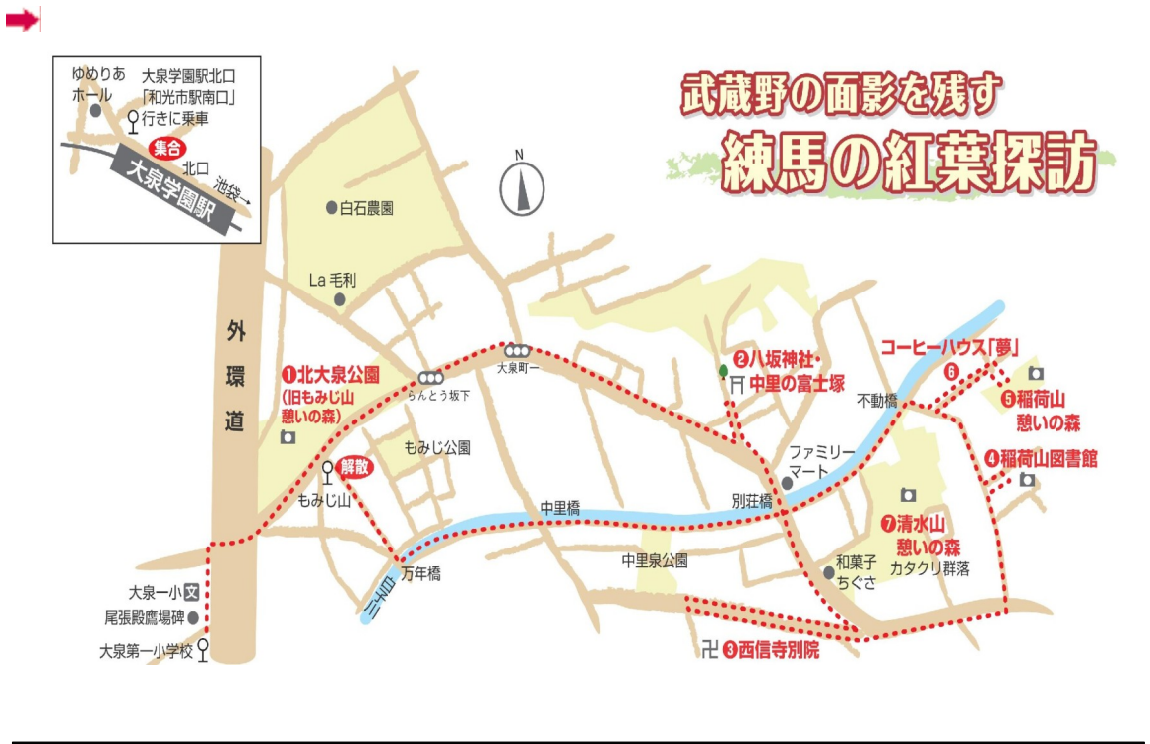 武蔵野の面影を残す
練馬の紅葉探訪
ゆめりあ
ホール
大泉学園駅北口
「和光市駅南口」
行きに乗車
集合
北口
池袋→
大泉学園駅
N
白石農園
La 毛利
外環道
❶北大泉公園
(旧もみじ山
憩いの森)
らんとう坂下
大泉町一
❷八坂神社・
中里の富士塚
コーヒーハウス「夢」
❻
不動橋
❺稲荷山
憩いの森
もみじ公園
解散
もみじ山
ファミリー
マート
❹稲荷山図書館
中里橋
別荘橋
❼清水山
憩いの森
カタクリ群落
中里泉公園
和菓子
ちぐさ
万年橋
白子川
大泉一小文
尾張殿鷹場碑
大泉第一小学校
卍❸西信寺別院